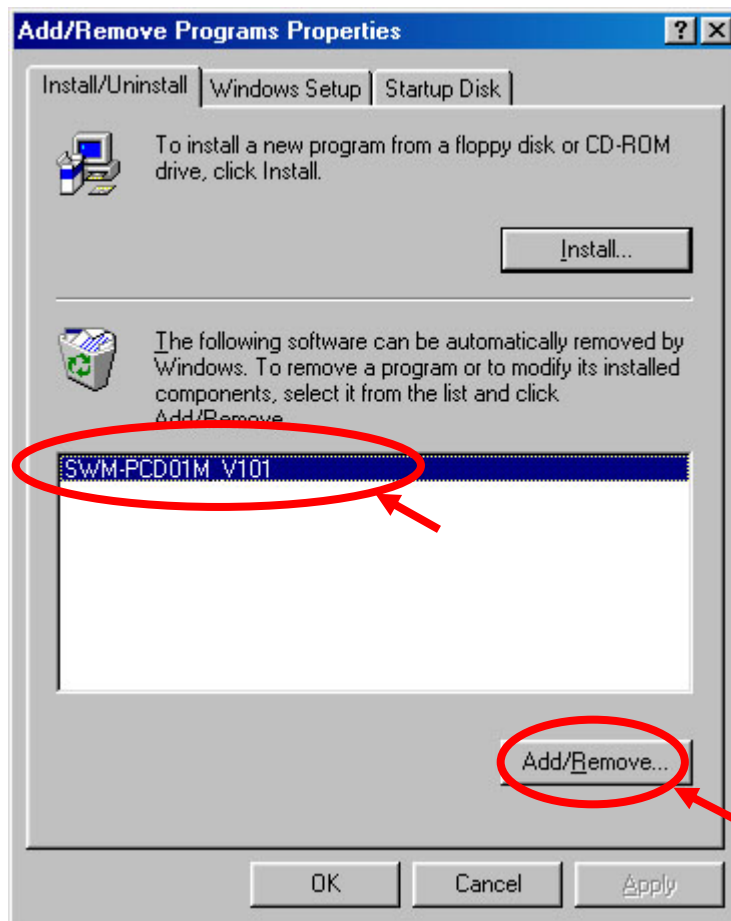 Add/Remove Programs Properties
Install/Uninstall Windows Setup Startup Disk
To install a new program from a floppy disk or CD-ROM
drive, click Install.
Install...
The following software can be automatically removed by
Windows. To remove a program or to modify its installed
components, select it from the list and click
Add/Remove.
SWM-PCD01M V101
Add/Remove...
OK Cancel Apply